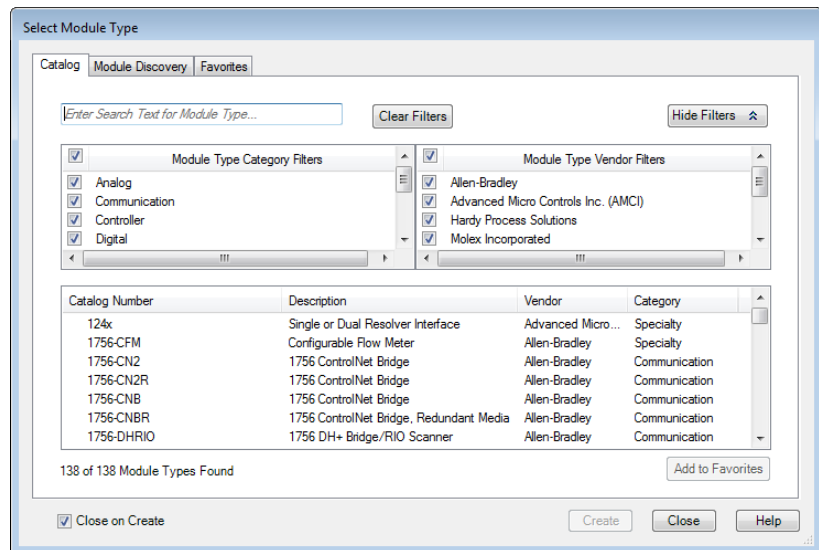 Select Module Type
Catalog Module Discovery Favorites
Enter Search Text for Module Type... Clear Filters Hide Filters
Module Type Category Filters
Analog
Communication
Controller
Digital
Module Type Vendor Filters
Allen-Bradley
Advanced Micro Controls Inc. (AMCI)
Hardy Process Solutions
Molex Incorporated
Catalog Number Description Vendor Category
124x Single or Dual Resolver Interface Advanced Micro... Specialty
1756-CFM Configurable Flow Meter Allen-Bradley Specialty
1756-CN2 1756 ControlNet Bridge Allen-Bradley Communication
1756-CN2R 1756 ControlNet Bridge Allen-Bradley Communication
1756-CNB 1756 ControlNet Bridge Allen-Bradley Communication
1756-CNBR 1756 ControlNet Bridge, Redundant Media Allen-Bradley Communication
1756-DHRIO 1756 DH+ Bridge/RIO Scanner Allen-Bradley Communication
138 of 138 Module Types Found Add to Favorites
Close on Create Create Close Help